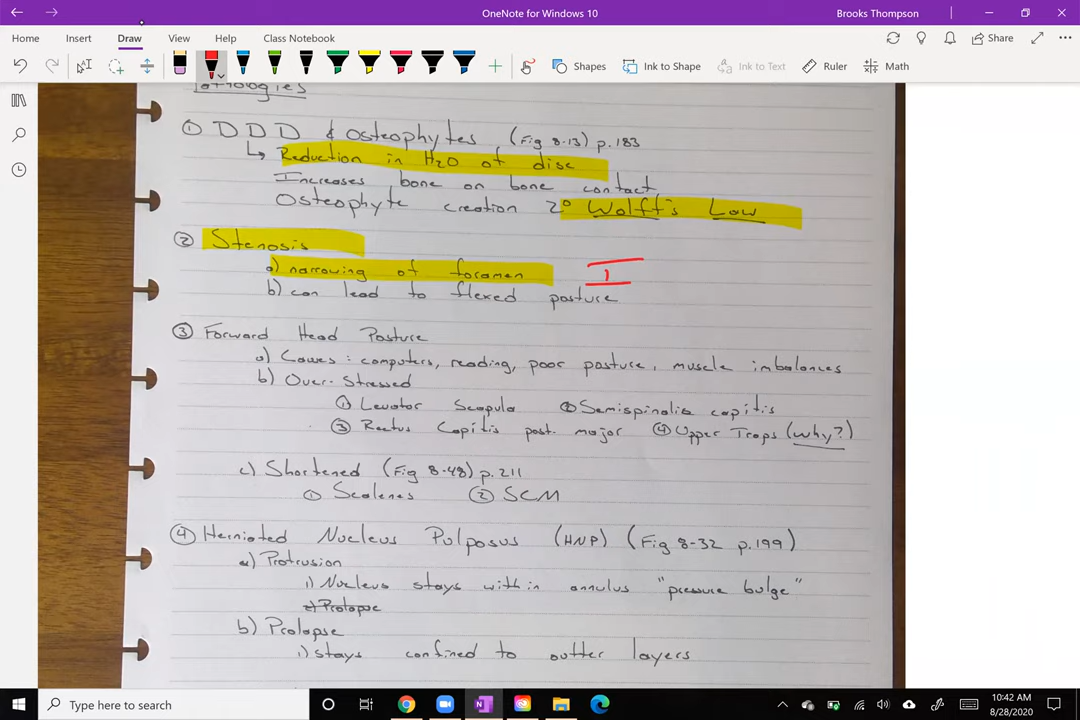 OneNote for Windows 10
Brooks Thompson
Home Insert Draw View Help Class Notebook
Share
Shapes Ink to Shape Ink to Text Ruler Math
Pathologies
① DDD & Osteophytes (Fig 8-13) p. 183
↳ Reduction in H2O of disc
Increases bone on bone contact
Osteophyte creation 2° Wolff's Law
② Stenosis
a) narrowing of foramen
b) can lead to flexed posture
③ Forward Head Posture
a) Causes: computers, reading, poor posture, muscle imbalances
b) Over-Stressed
① Levator Scapula ② Semispinalis capitis
③ Rectus Capitis post. major ④ Upper Traps (Why?)
c) Shortened (Fig 8-48) p. 211
① Scalenes ② SCM
④ Herniated Nucleus Pulposus (HNP) (Fig 8-32 p. 199)
a) Protrusion
1) Nucleus stays within annulus "pressure bulge"
2) Prolapse
b) Prolapse
1) stays confined to outter layers
Type here to search
10:42 AM
8/28/2020